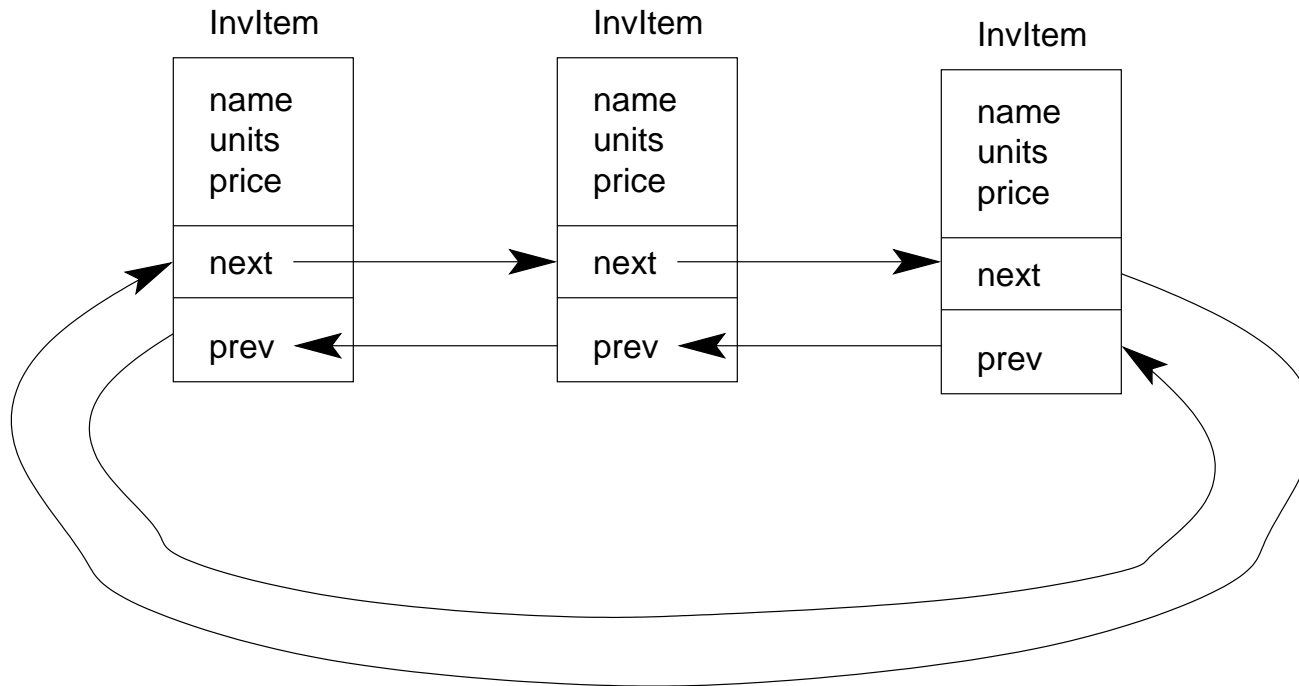 InvItem
name
units
price
next
prev
InvItem
name
units
price
next
prev
InvItem
name
units
price
next
prev